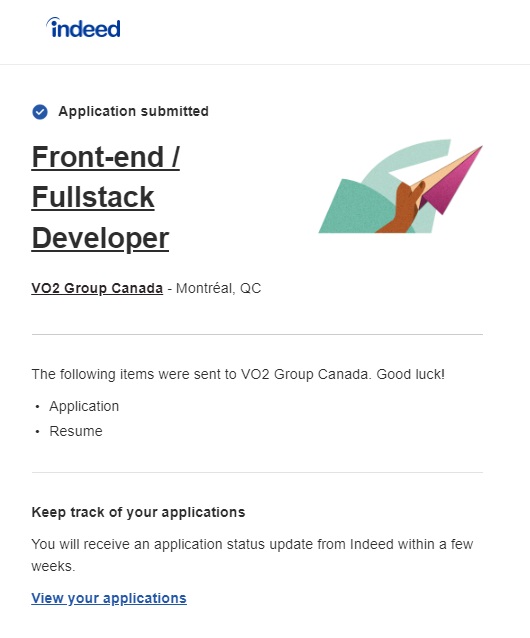 indeed
Application submitted
Front-end /
Fullstack
Developer
VO2 Group Canada - Montréal, QC
The following items were sent to VO2 Group Canada. Good luck!
• Application
• Resume
Keep track of your applications
You will receive an application status update from Indeed within a few
weeks.
View your applications